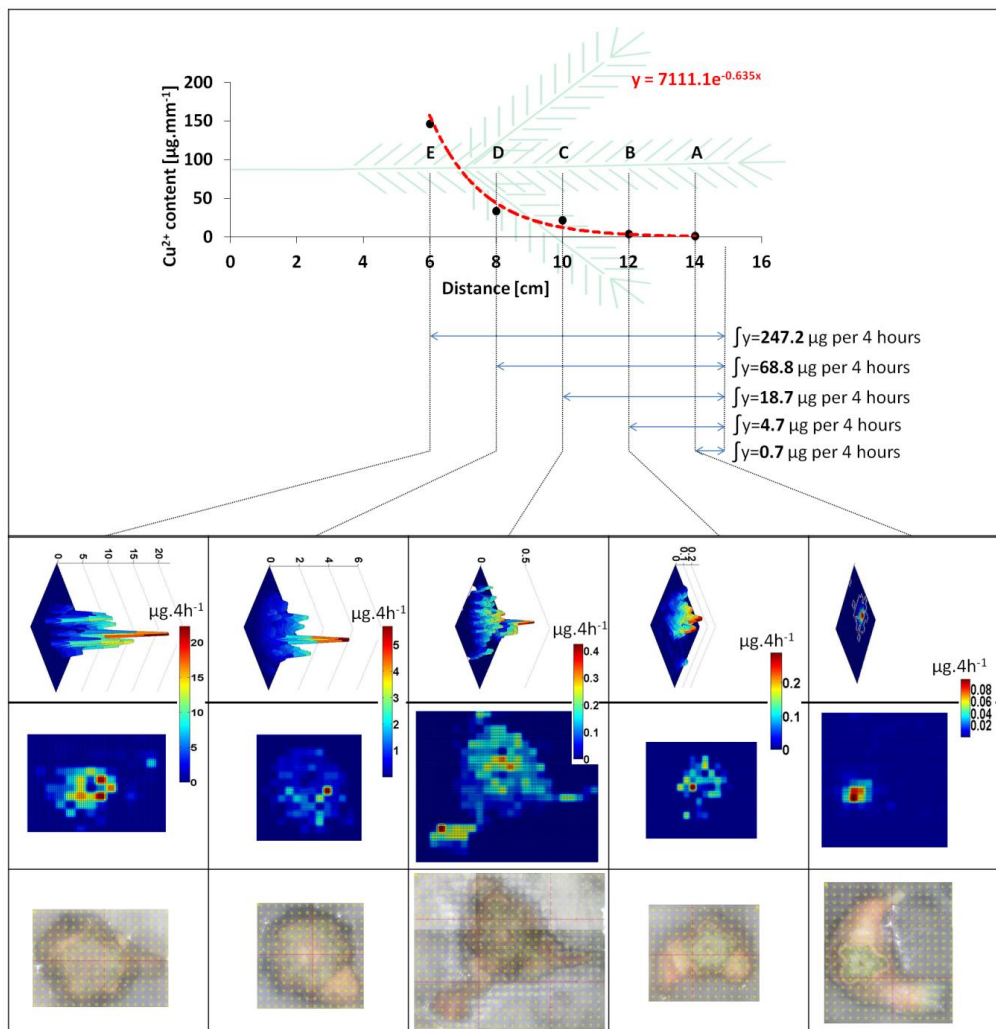 y = 7111.1e^-0.635x
Cu²⁺ content [µg.mm⁻¹]
200
150
100
50
0
E D C B A
0 2 4 6 8 10 12 14 16
Distance [cm]
∫y=247.2 µg per 4 hours
∫y=68.8 µg per 4 hours
∫y=18.7 µg per 4 hours
∫y=4.7 µg per 4 hours
∫y=0.7 µg per 4 hours
0 5 10 15 20
µg.4h⁻¹
20
15
10
5
0
0 2 4 6
µg.4h⁻¹
5
4
3
2
1
0 0.5
µg.4h⁻¹
0.4
0.3
0.2
0.1
0
0 0.1 0.2
µg.4h⁻¹
0.2
0.1
0
µg.4h⁻¹
0.08
0.06
0.04
0.02